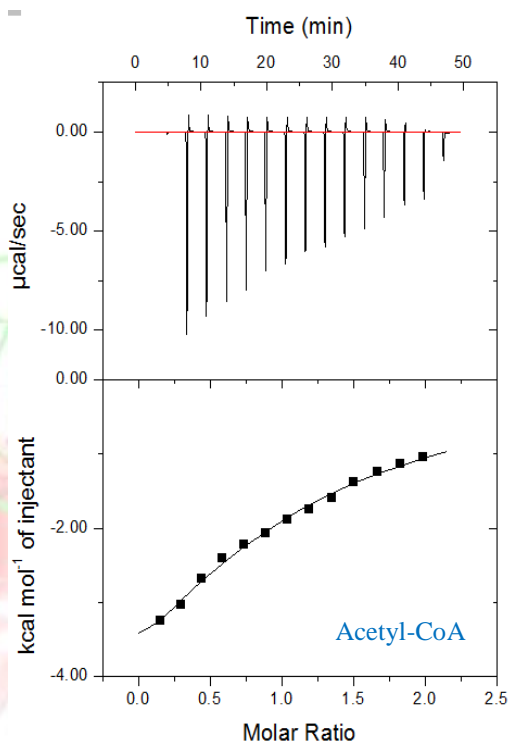 Time (min)
0 10 20 30 40 50
0.00
-5.00
-10.00
µcal/sec
0.00
-2.00
-4.00
kcal mol⁻¹ of injectant
Acetyl-CoA
0.0 0.5 1.0 1.5 2.0 2.5
Molar Ratio